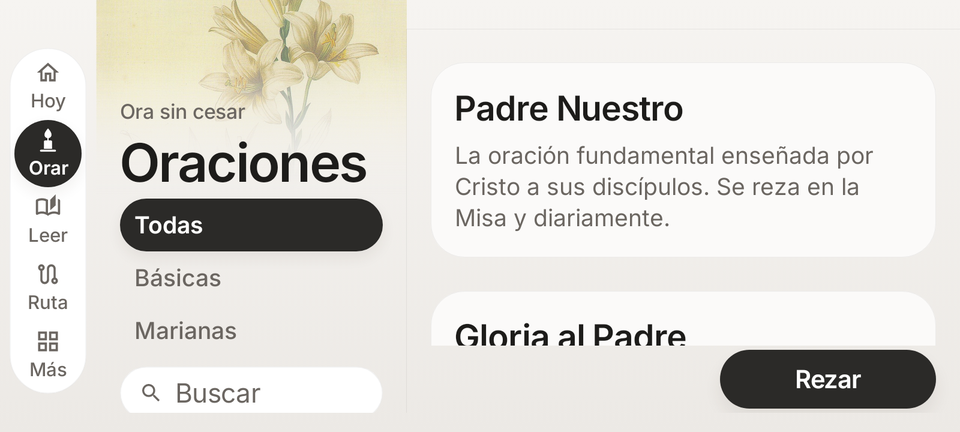 Hoy
Orar
Leer
Ruta
Más
Ora sin cesar
Oraciones
Todas
Básicas
Marianas
Buscar
Padre Nuestro
La oración fundamental enseñada por
Cristo a sus discípulos. Se reza en la
Misa y diariamente.
Gloria al Padre
Rezar